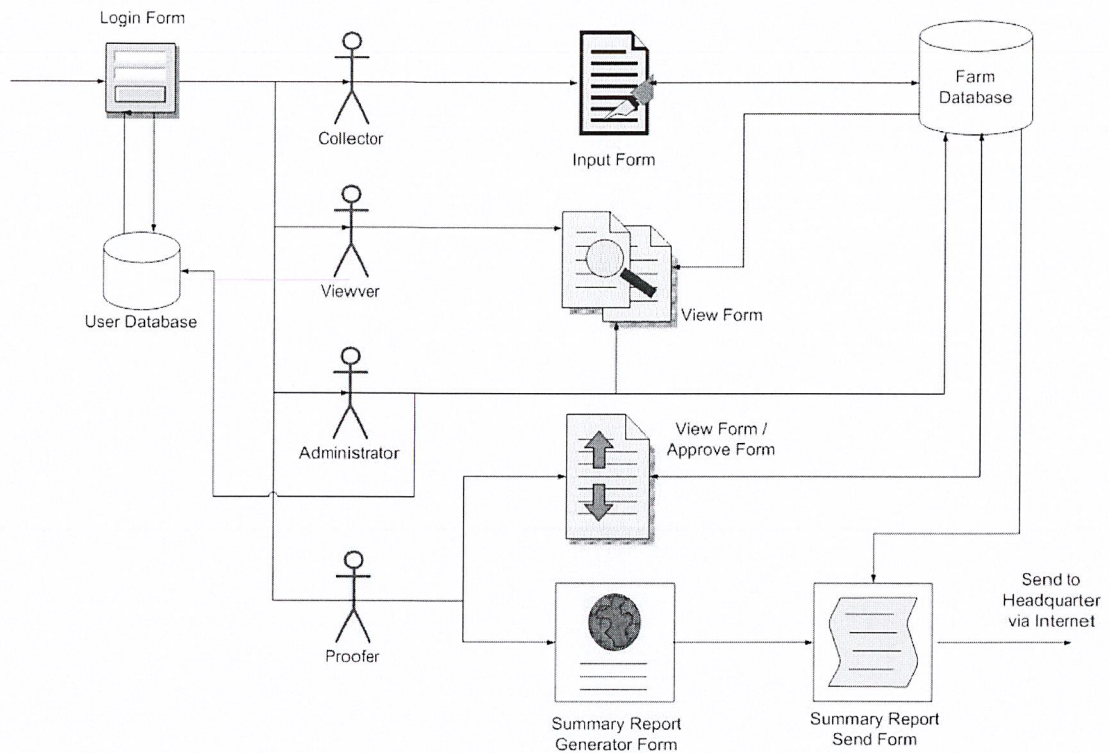 Login Form
Farm
Database
Collector
Input Form
Viewver
User Database
View Form
Administrator
View Form /
Approve Form
Proofer
Send to
Headquarter
via Internet
Summary Report
Generator Form
Summary Report
Send Form